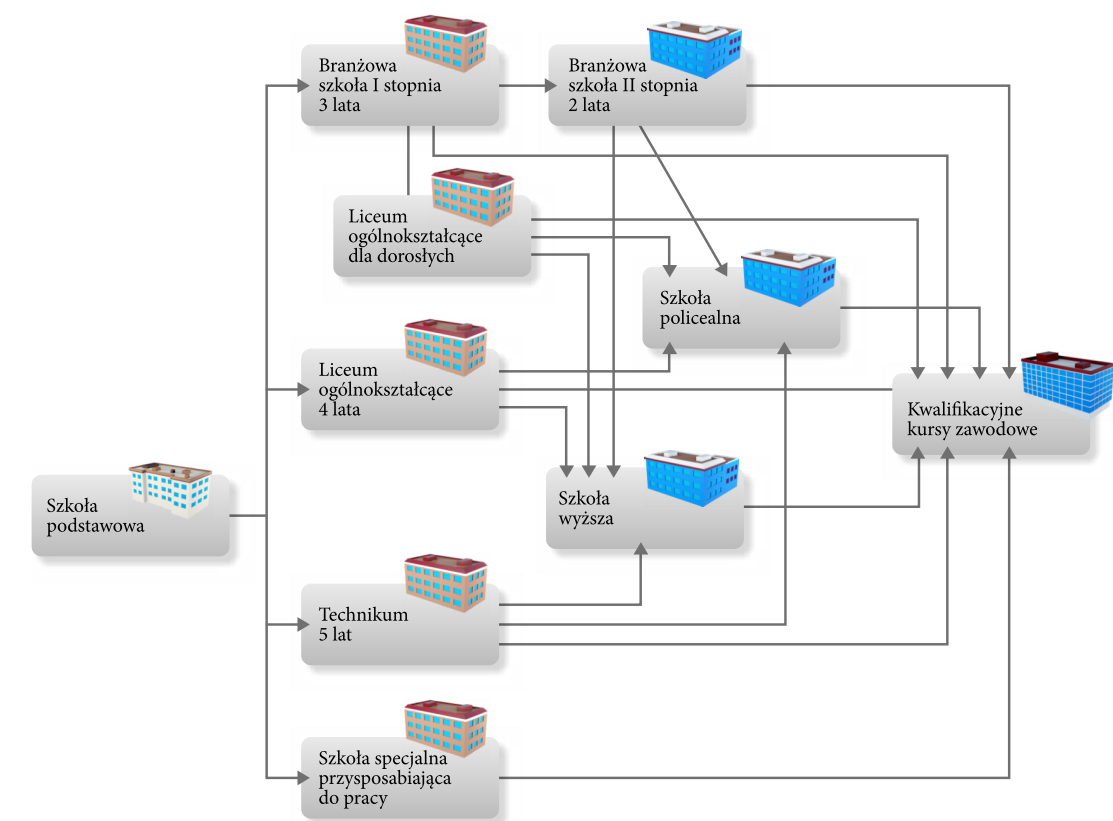 Branżowa
szkoła I stopnia
3 lata
Branżowa
szkoła II stopnia
2 lata
Liceum
ogólnokształcące
dla dorosłych
Szkoła
policealna
Liceum
ogólnokształcące
4 lata
Kwalifikacyjne
kursy zawodowe
Szkoła
podstawowa
Szkoła
wyższa
Technikum
5 lat
Szkoła specjalna
przysposabiająca
do pracy